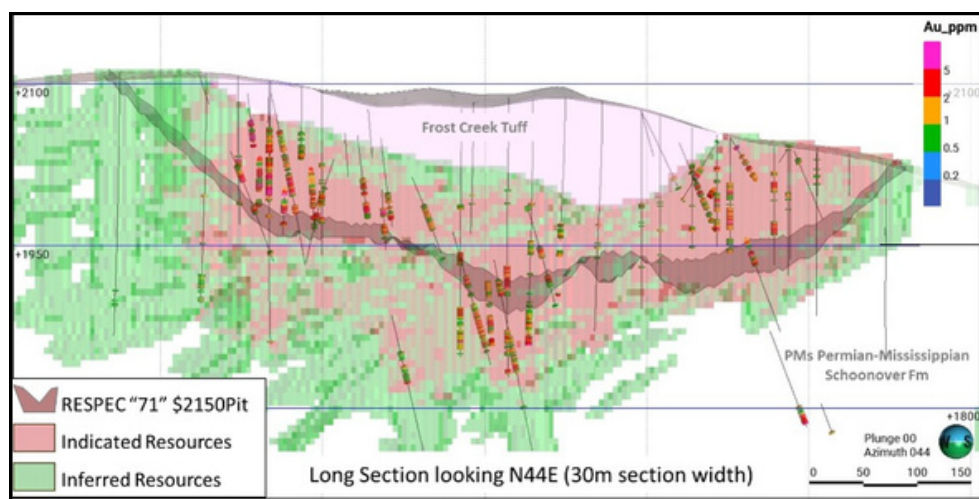 Au_ppm
+2100
+2100
5
2
1
0.5
0.2
Frost Creek Tuff
+1950
PMs Permian-Mississippian
Schoonover Fm
RESPEC “71” $2150Pit
Indicated Resources
Inferred Resources
Long Section looking N44E (30m section width)
+1800
Plunge 00
Azimuth 044
N S
0 50 100 150